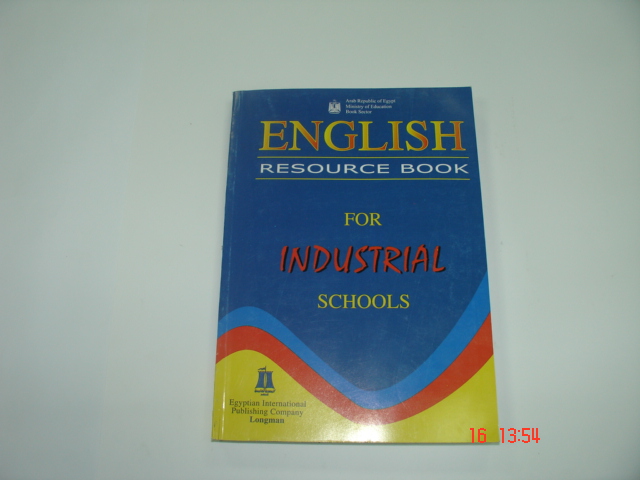 Arab Republic of Egypt
Ministry of Education
Book Sector
ENGLISH
RESOURCE BOOK
FOR
INDUSTRIAL
SCHOOLS
Egyptian International
Publishing Company
Longman
16 13:54